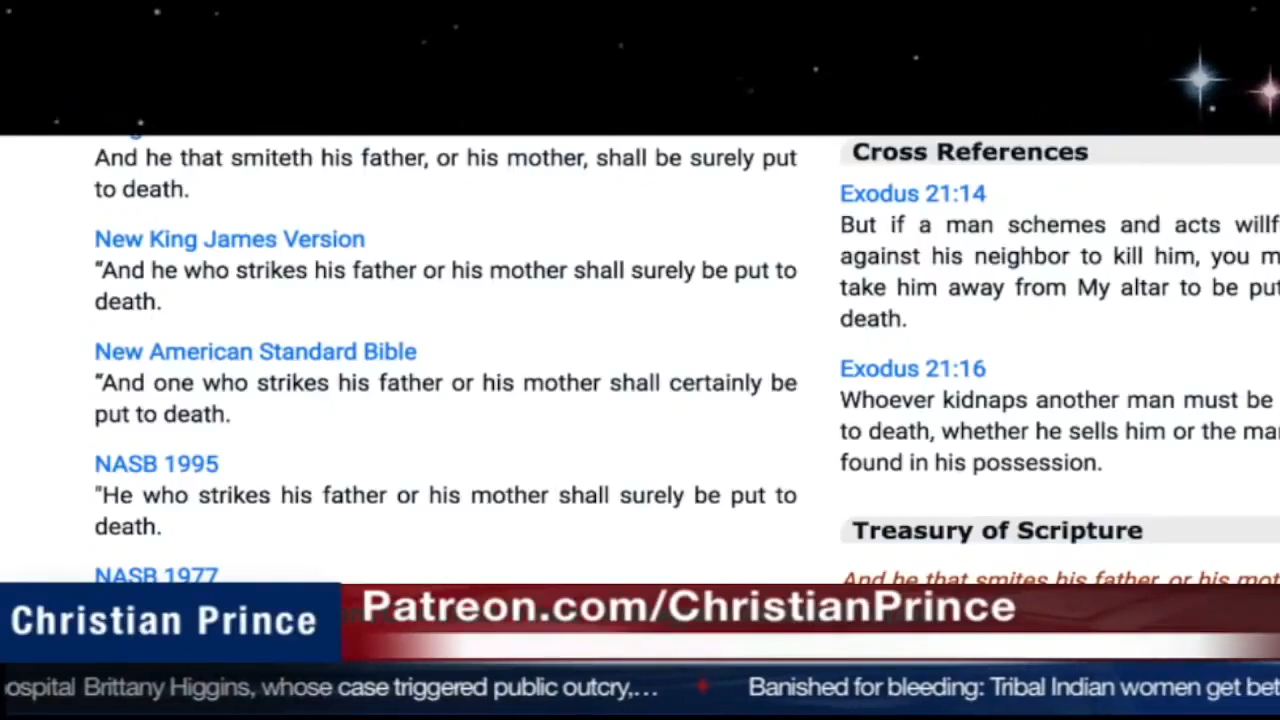 And he that smiteth his father, or his mother, shall be surely put
to death.
New King James Version
“And he who strikes his father or his mother shall surely be put to
death.
New American Standard Bible
“And one who strikes his father or his mother shall certainly be
put to death.
NASB 1995
"He who strikes his father or his mother shall surely be put to
death.
NASB 1977
Cross References
Exodus 21:14
But if a man schemes and acts willf
against his neighbor to kill him, you m
take him away from My altar to be put
death.
Exodus 21:16
Whoever kidnaps another man must be
to death, whether he sells him or the ma
found in his possession.
Treasury of Scripture
And he that smites his father, or his mot
Christian Prince
Patreon.com/ChristianPrince
ospital Brittany Higgins, whose case triggered public outcry,... Banished for bleeding: Tribal Indian women get bet